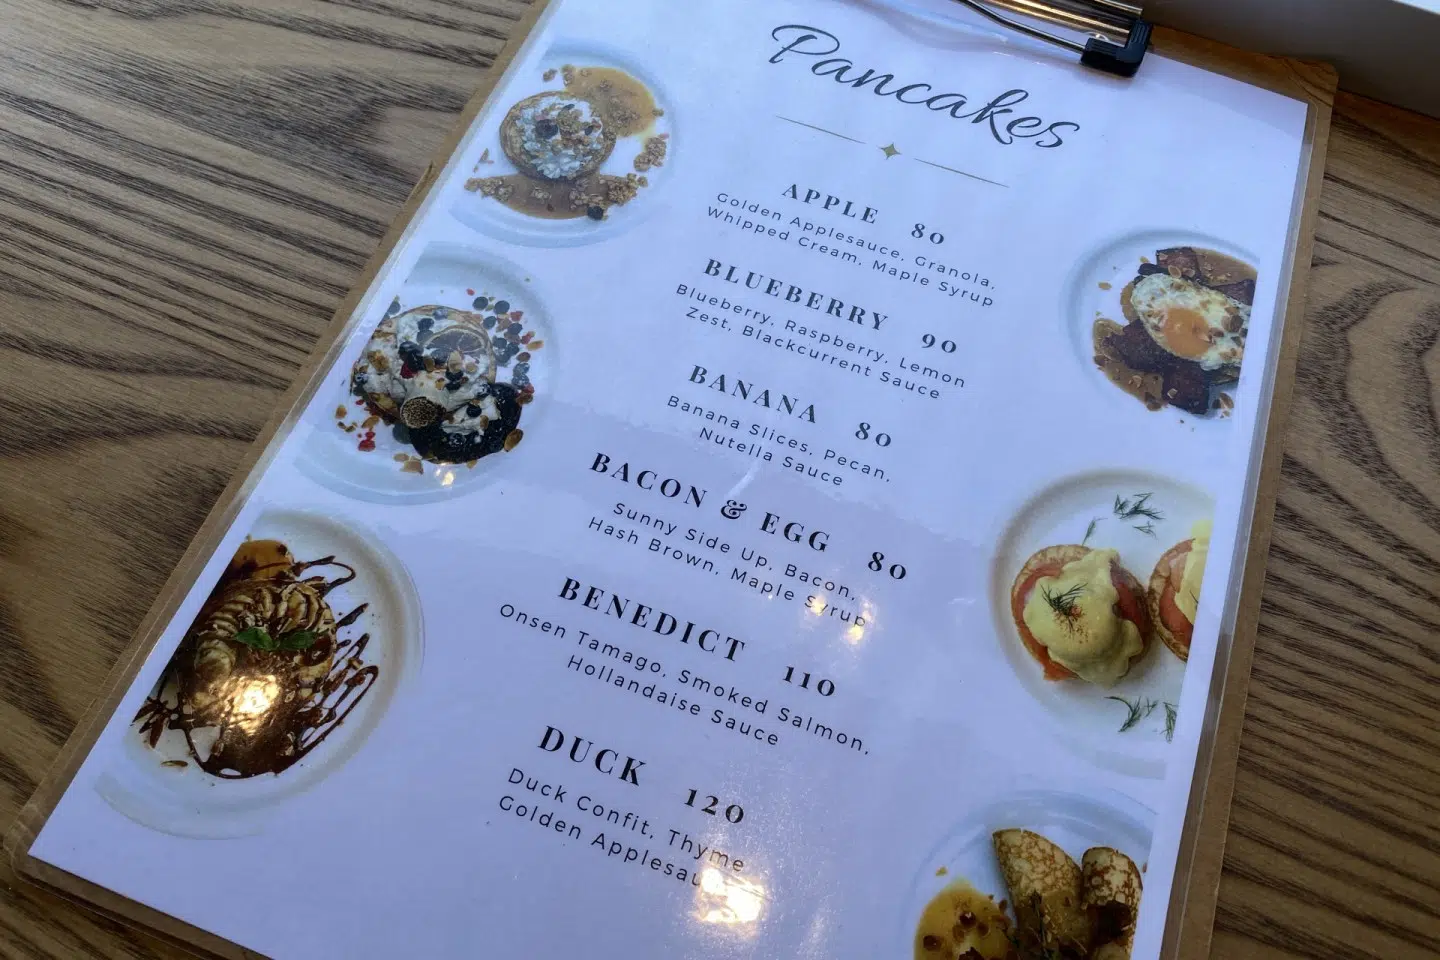 Pancakes
APPLE 80
Golden Applesauce, Granola,
Whipped Cream, Maple Syrup
BLUEBERRY 90
Blueberry, Raspberry, Lemon
Zest, Blackcurrent Sauce
BANANA 80
Banana Slices, Pecan,
Nutella Sauce
BACON & EGG 80
Sunny Side Up, Bacon,
Hash Brown, Maple Syrup
BENEDICT 110
Onsen Tamago, Smoked Salmon,
Hollandaise Sauce
DUCK 120
Duck Confit, Thyme
Golden